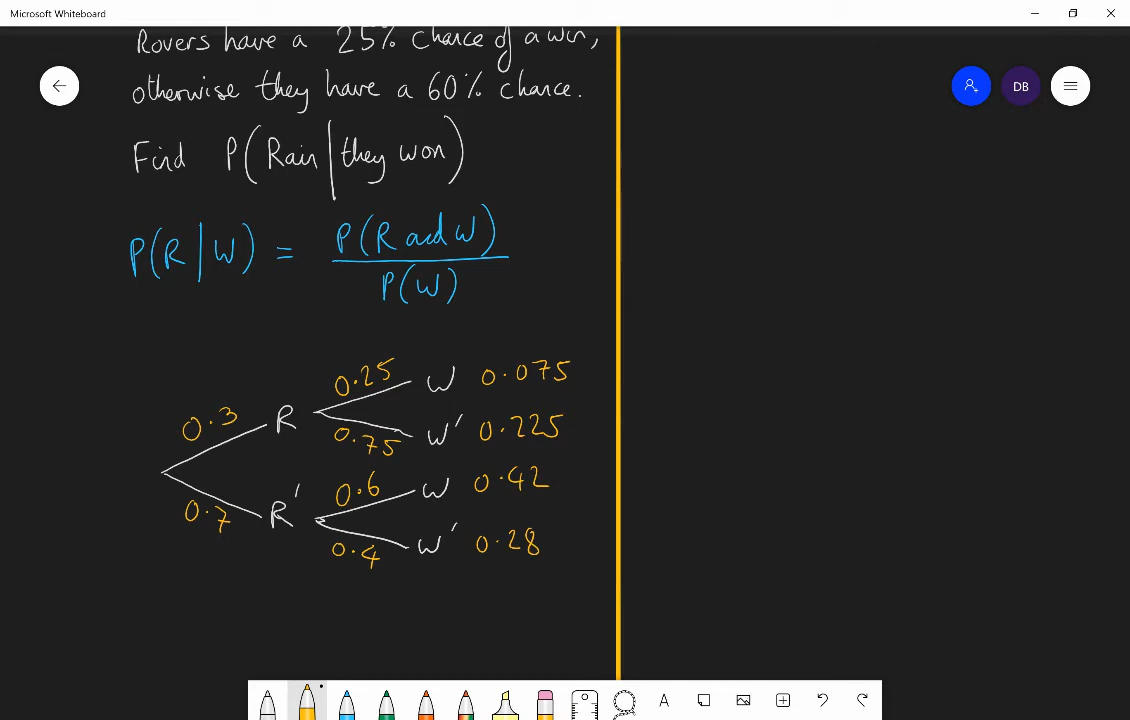 Microsoft Whiteboard
Rovers have a 25% chance of a win,
otherwise they have a 60% chance.
DB
Find P(Rain | they won)
P(R | W) = P(R and W)
P(W)
0.25 W 0.075
0.3 R
0.75 W' 0.225
0.6 W 0.42
0.7 R'
0.4 W' 0.28
A